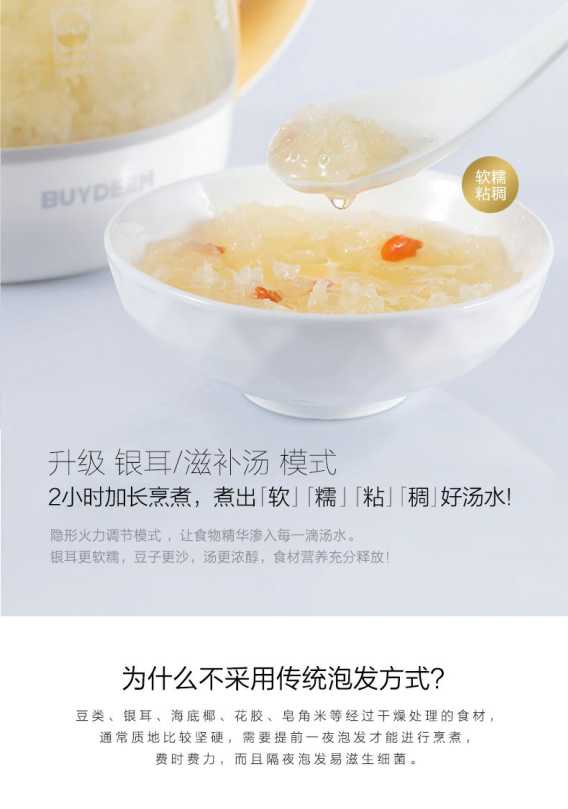 BUYDEEM
软糯
粘稠
升级 银耳/滋补汤 模式
2小时加长烹煮，煮出「软」「糯」「粘」「稠」好汤水!
隐形火力调节模式，让食物精华渗入每一滴汤水。
银耳更软糯，豆子更沙，汤更浓醇，食材营养充分释放!
为什么不采用传统泡发方式?
豆类、银耳、海底椰、花胶、皂角米等经过干燥处理的食材，
通常质地比较坚硬，需要提前一夜泡发才能进行烹煮，
费时费力，而且隔夜泡发易滋生细菌。